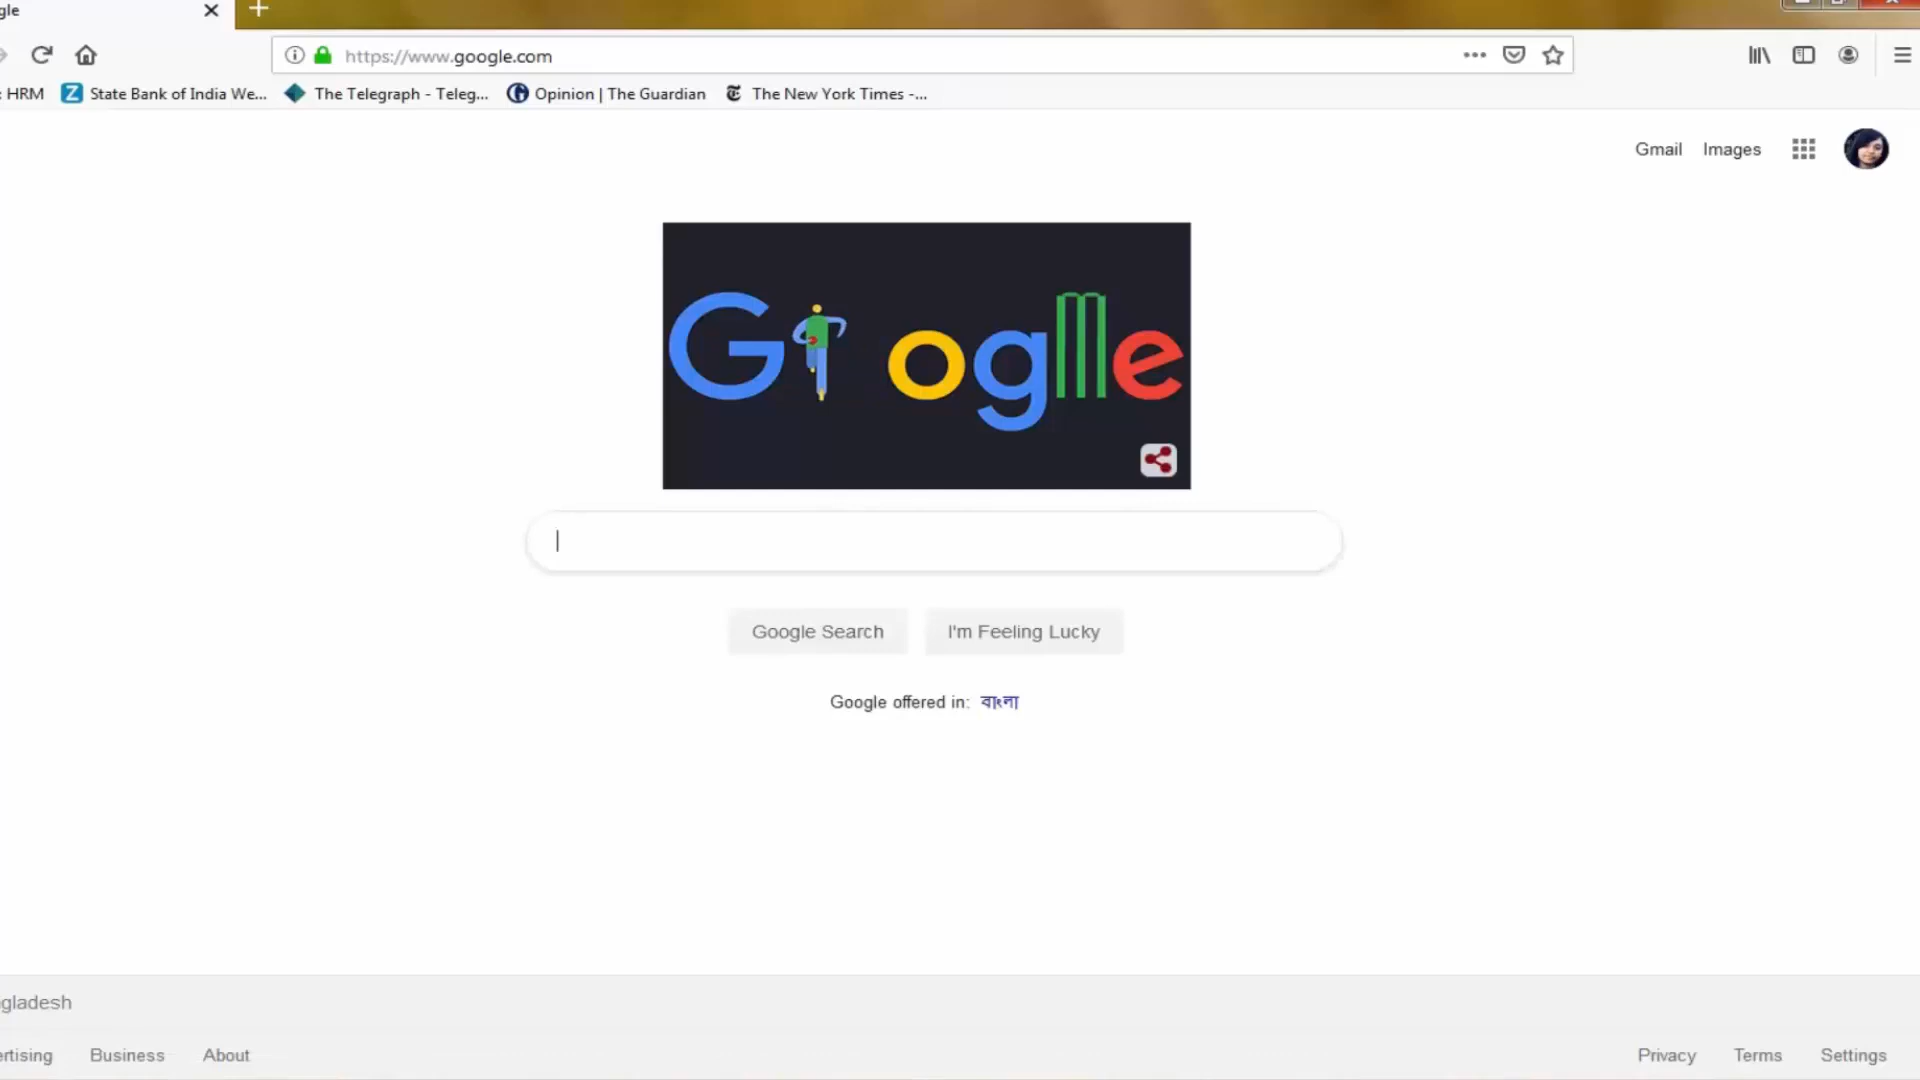 gle
https://www.google.com
: HRM State Bank of India We... The Telegraph - Teleg... Opinion | The Guardian The New York Times -...
Gmail Images
G oglle
Google Search I'm Feeling Lucky
Google offered in: বাংলা
gladesh
ertising Business About Privacy Terms Settings